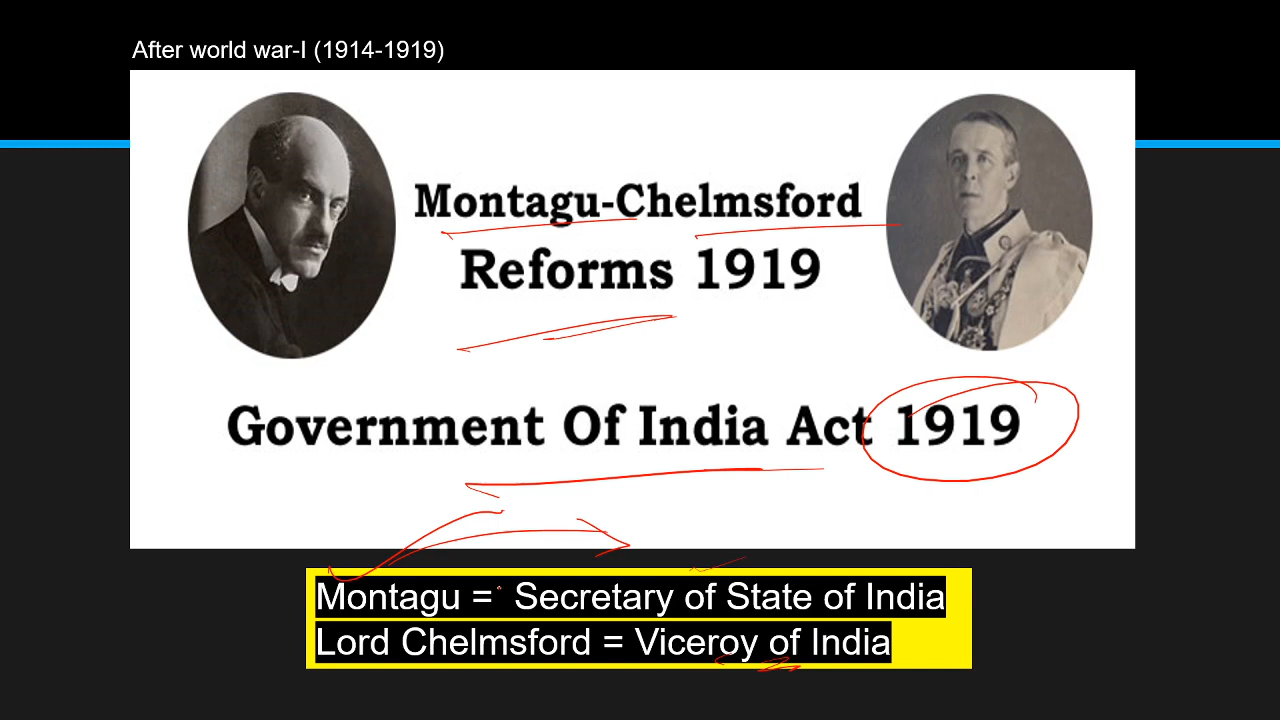 After world war-I (1914-1919)
Montagu-Chelmsford
Reforms 1919
Government Of India Act 1919
Montagu = Secretary of State of India
Lord Chelmsford = Viceroy of India